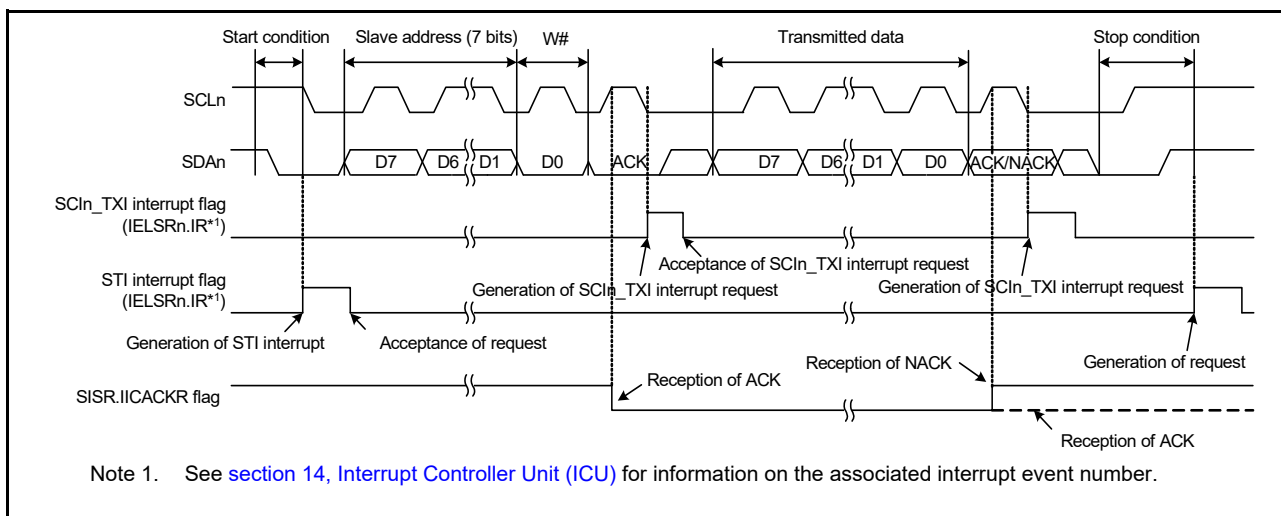 Start condition Slave address (7 bits) W# Transmitted data Stop condition
SCLn
SDAn D7 D6 D1 D0 ACK D7 D6 D1 D0 ACK/NACK
SCIn_TXI interrupt flag
(IELSRn.IR*1)
Acceptance of SCIn_TXI interrupt request
STI interrupt flag
(IELSRn.IR*1)
Generation of SCIn_TXI interrupt request Generation of SCIn_TXI interrupt request
Generation of STI interrupt Acceptance of request Generation of request
Reception of ACK Reception of NACK
SISR.IICACKR flag
Reception of ACK
Note 1. See section 14, Interrupt Controller Unit (ICU) for information on the associated interrupt event number.